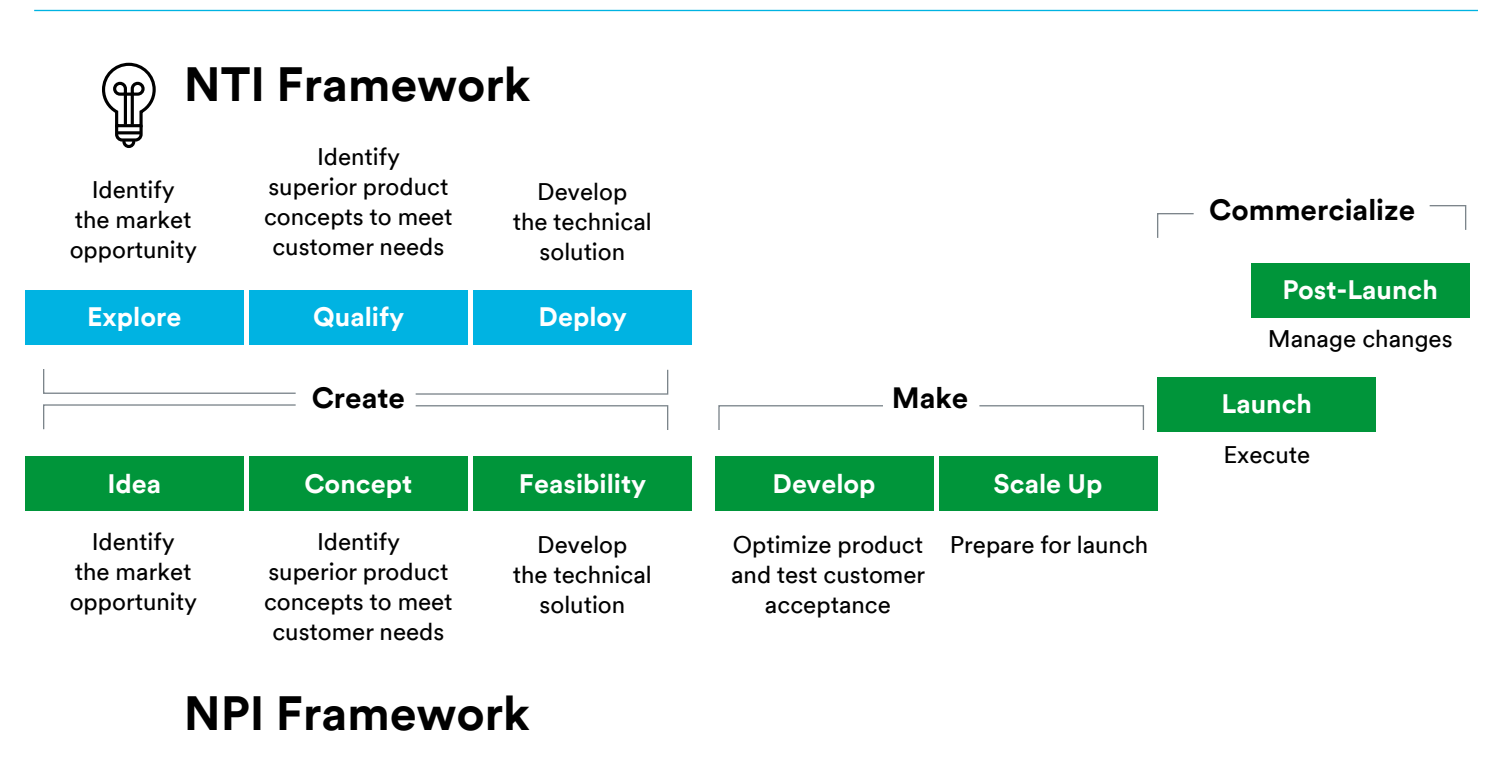 NTI Framework
Identify
the market
opportunity
Identify
superior product
concepts to meet
customer needs
Develop
the technical
solution
Explore
Qualify
Deploy
Create
Idea
Concept
Feasibility
Identify
the market
opportunity
Identify
superior product
concepts to meet
customer needs
Develop
the technical
solution
Make
Develop
Scale Up
Optimize product
and test customer
acceptance
Prepare for launch
Commercialize
Post-Launch
Manage changes
Launch
Execute
NPI Framework